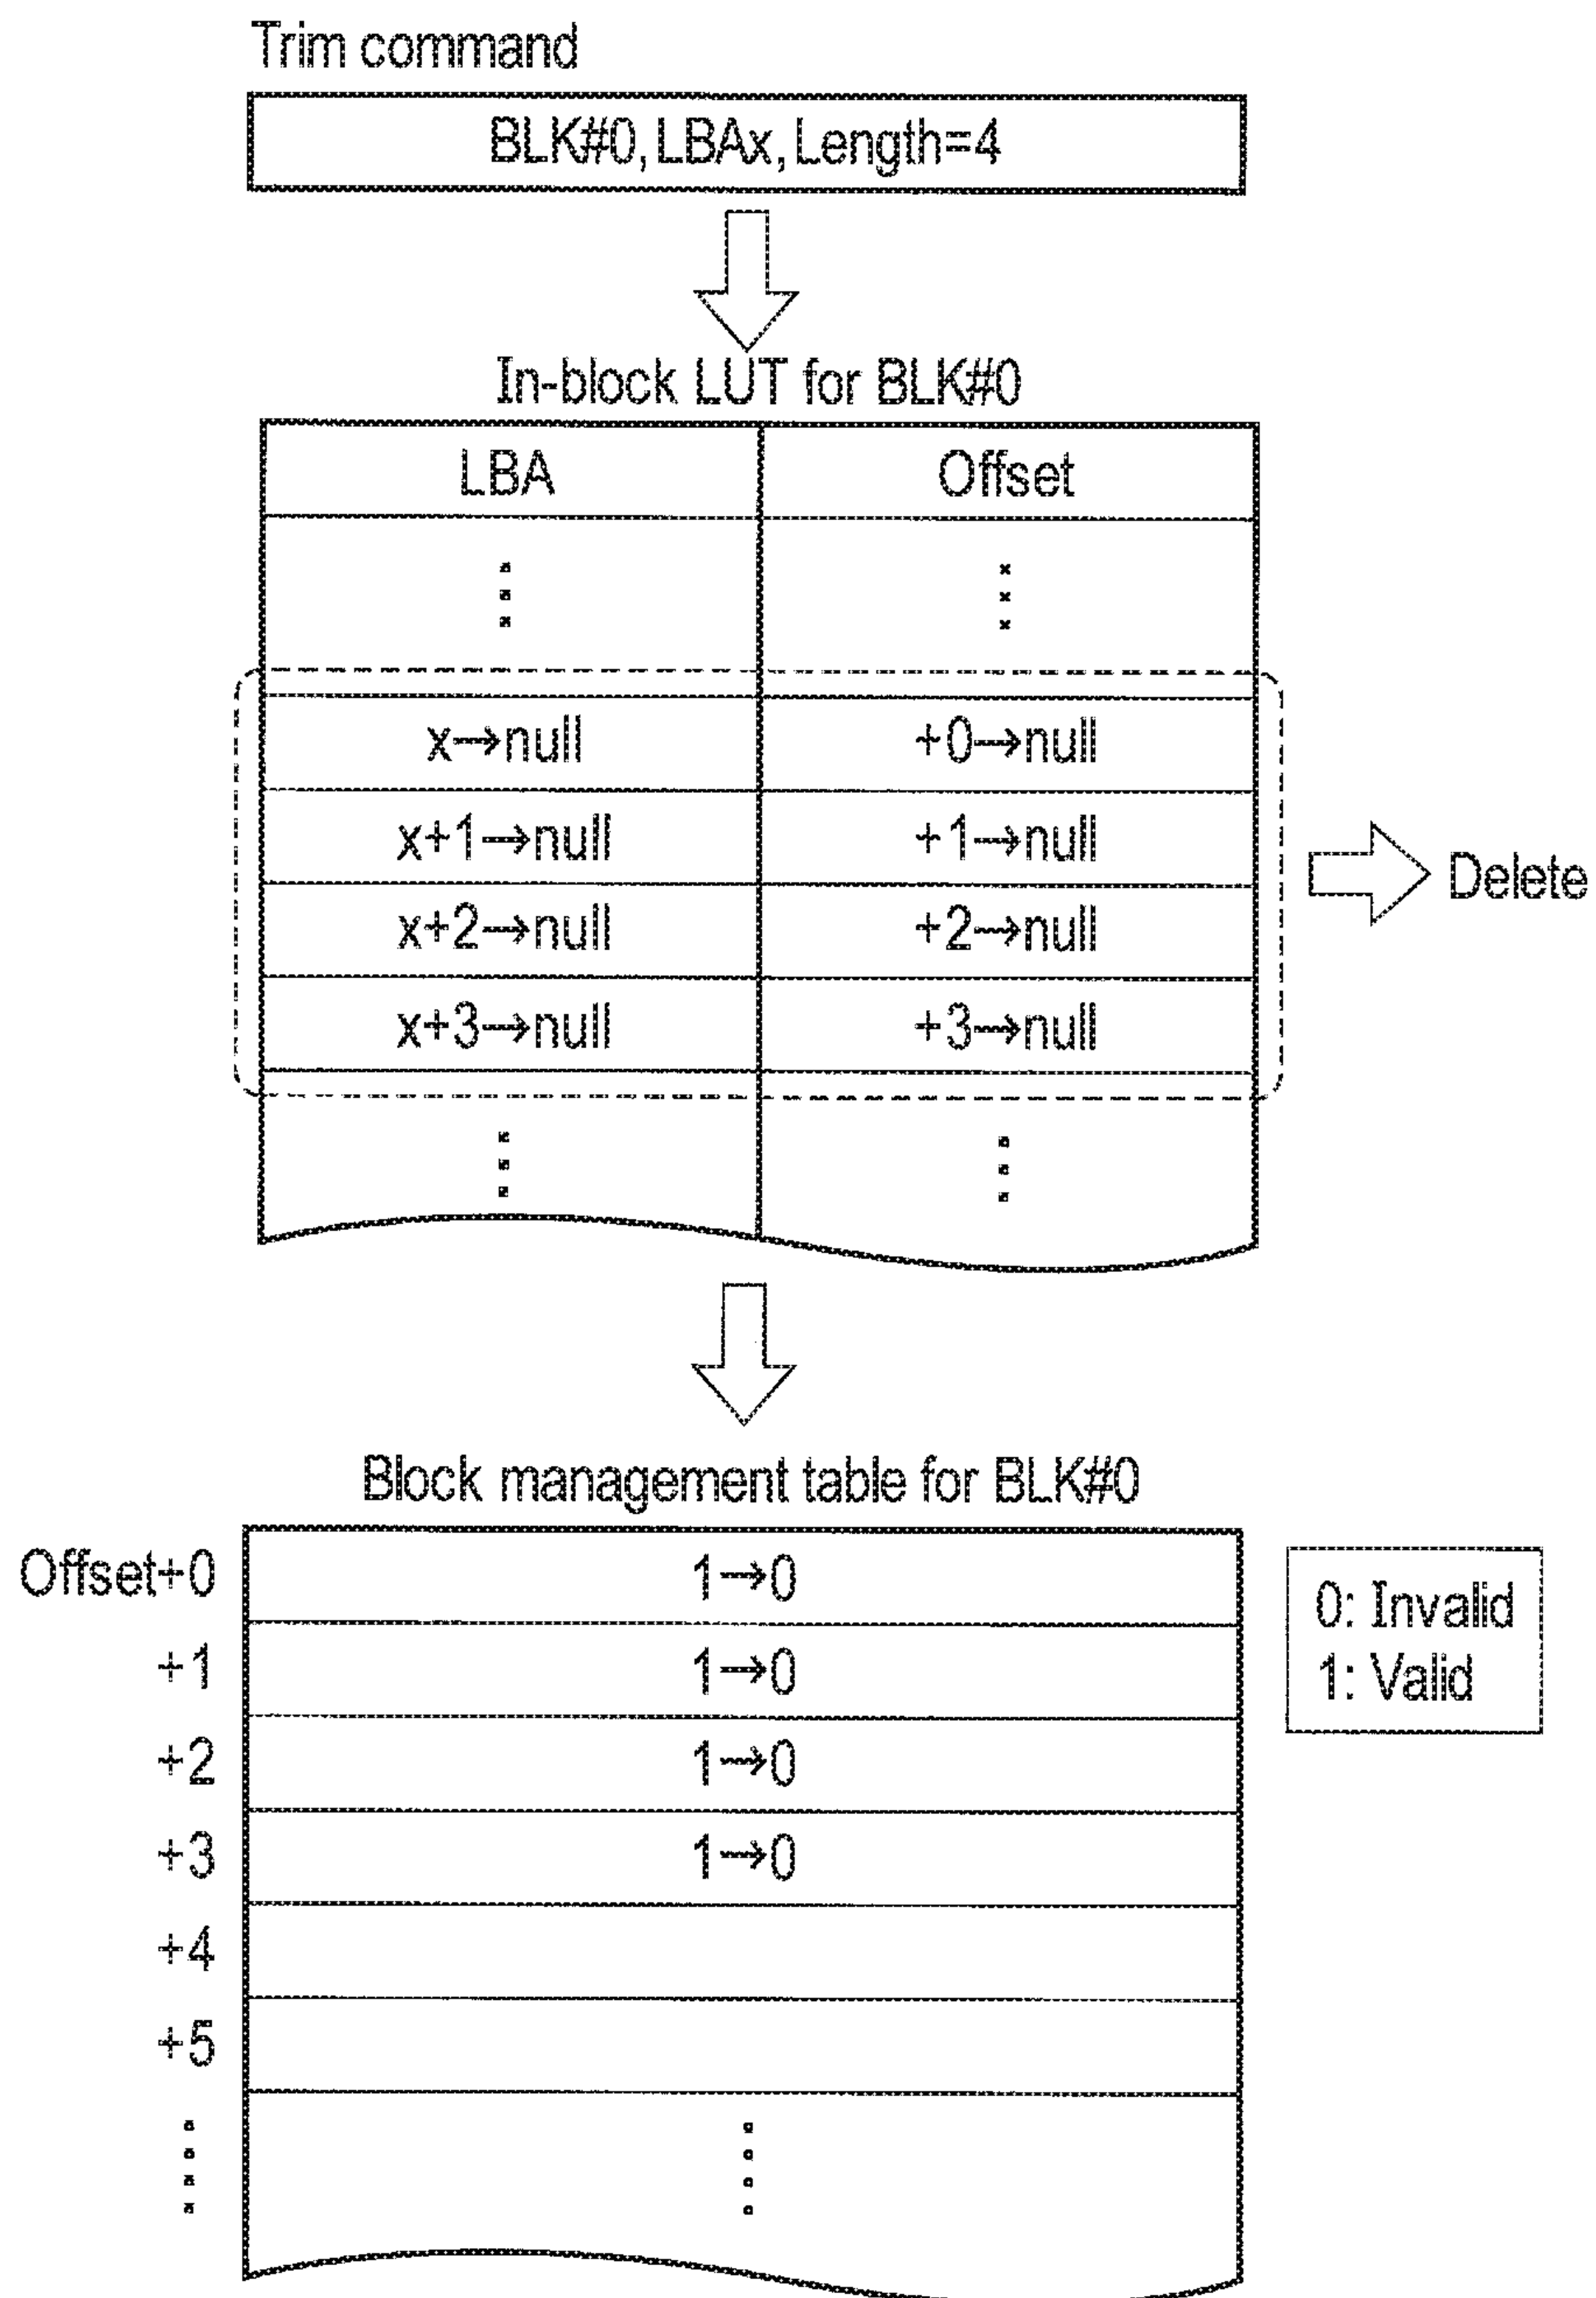 Trim command
BLK#0, LBAx, Length=4
In-block LUT for BLK#0
LBA Offset
x→null +0→null
x+1→null +1→null
x+2→null +2→null
x+3→null +3→null
Delete
Block management table for BLK#0
Offset+0 1→0
+1 1→0
+2 1→0
+3 1→0
+4
+5
0: Invalid
1: Valid